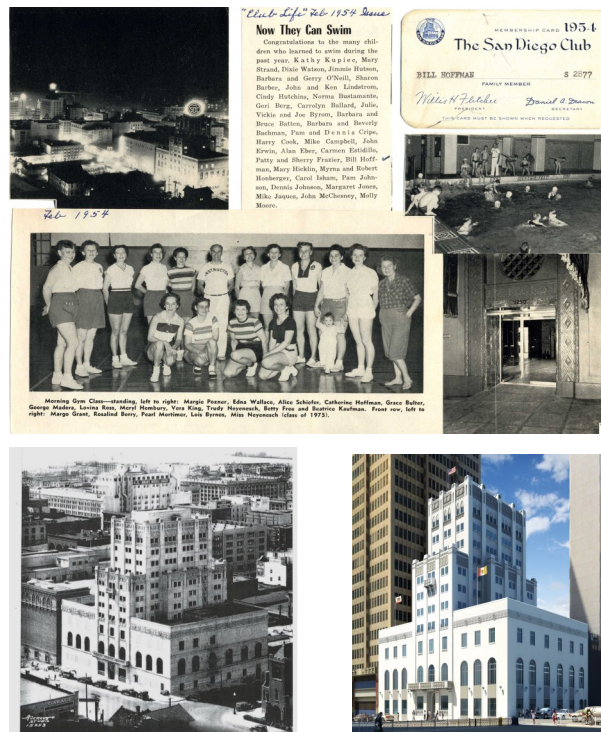 "Club Life" Feb 1954 Issue
Now They Can Swim
Congratulations to the many chil-
dren who learned to swim during the
past year. Kathy Kupiec, Mary
Strand, Dixie Watson, Jimmie Hutson,
Barbara and Gerry O'Neill, Sharon
Barber, John and Ken Lindstrom,
Cindy Hutchins, Norma Bustamante,
Geri Berg, Carrolyn Ballard, Julie,
Vickie and Joe Byrom, Barbara and
Bruce Batten, Barbara and Beverly
Bachman, Pam and Dennis Cripe,
Harry Cook, Mike Campbell, John
Erwin, Alan Eber, Carmen Estidillo,
Patty and Sherry Frazier, Bill Hoff-
man, Mary Hicklin, Myrna and Robert
Honberger, Carol Isham, Pam John-
son, Dennis Johnson, Margaret Jones,
Mike Jaques, John McChesney, Molly
Moore.
MEMBERSHIP CARD 1954
The San Diego Club
BILL HOFFMAN S 2877
FAMILY MEMBER
Willis H. Fletcher
PRESIDENT SECRETARY
THIS CARD MUST BE SHOWN WHEN REQUESTED
Feb 1954
INSTRUCTOR
Morning Gym Class—standing, left to right: Margie Pozner, Edna Wallace, Alice Schiefer, Catherine Hoffman, Grace Bulter,
George Madera, Lavina Ross, Meryl Hembury, Vera King, Trudy Neyenesch, Betty Free and Beatrice Kaufman. Front row, left to
right: Margo Grant, Rosalind Berry, Pearl Mortimer, Lois Byrnes, Miss Neyenesch (class of 1975).
1250
GARAGE